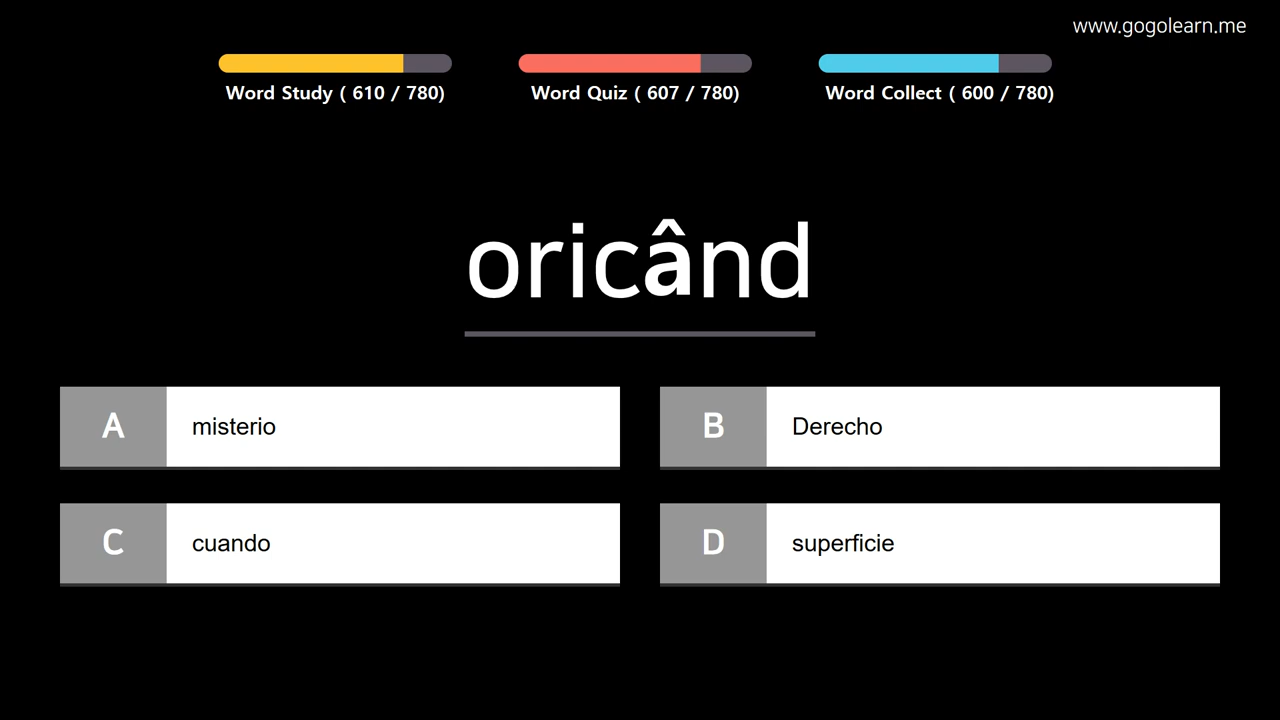 www.gogolearn.me
Word Study ( 610 / 780)
Word Quiz ( 607 / 780)
Word Collect ( 600 / 780)
oricând
A misterio
B Derecho
C cuando
D superficie